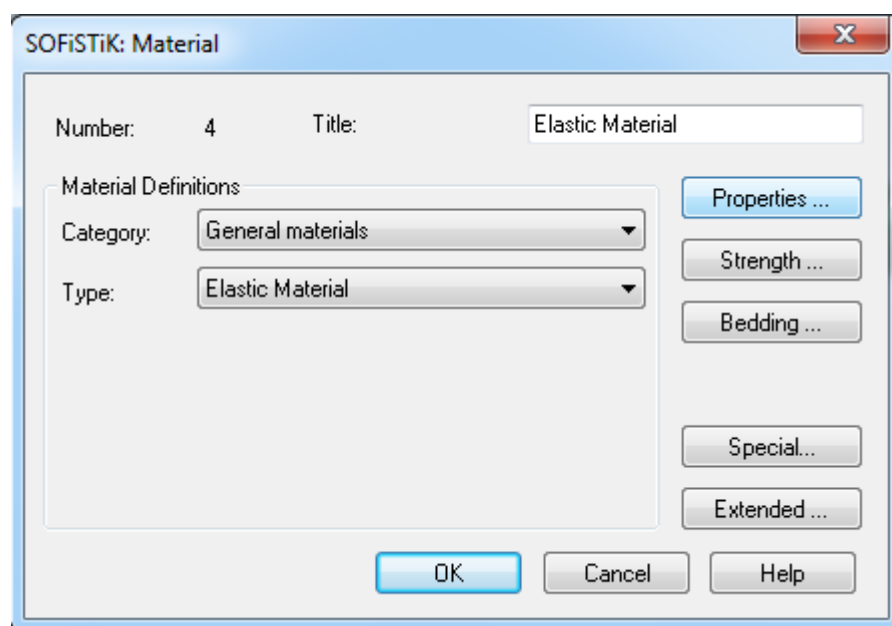 SOFiSTiK: Material
Number: 4 Title: Elastic Material
Material Definitions
Properties ...
Category: General materials
Strength ...
Type: Elastic Material
Bedding ...
Special...
Extended ...
OK Cancel Help